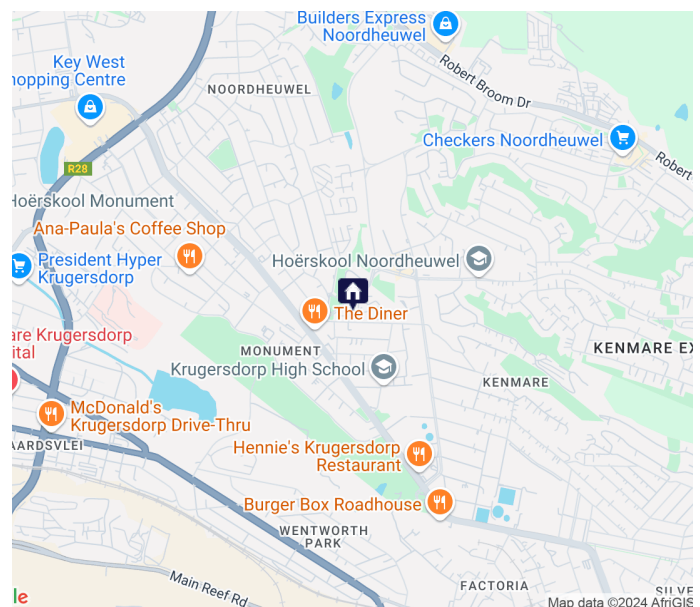 Builders Express
Noordheuwel
Key West
hopping Centre
NOORDHEUWEL
Robert Broom Dr
Checkers Noordheuwel
Robert
R28
Hoërskool Monument
Ana-Paula's Coffee Shop
President Hyper
Krugersdorp
Hoërskool Noordheuwel
The Diner
are Krugersdorp
ital
MONUMENT
Krugersdorp High School
KENMARE EX
KENMARE
McDonald's
Krugersdorp Drive-Thru
AARDSVLEI
Hennie's Krugersdorp
Restaurant
Burger Box Roadhouse
WENTWORTH
PARK
Main Reef Rd
FACTORIA
SILVE
le
Map data ©2024 AfriGIS